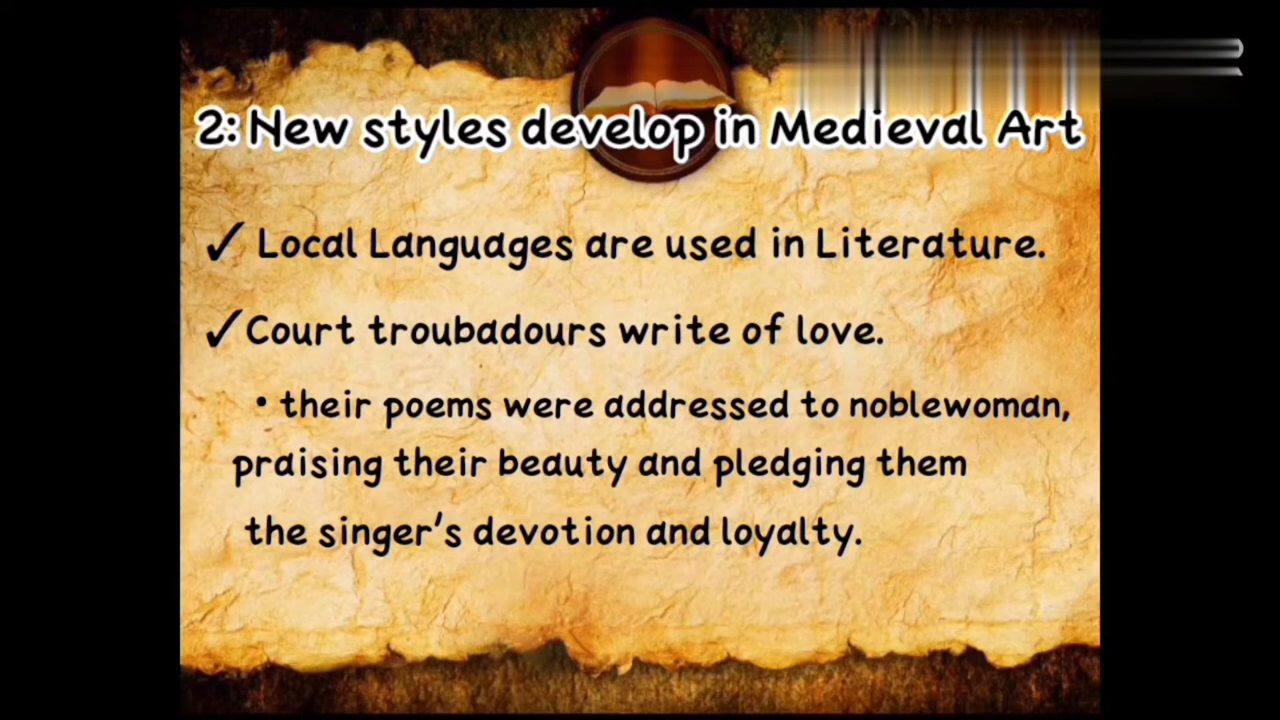 2: New styles develop in Medieval Art
✓ Local Languages are used in Literature.
✓ Court troubadours write of love.
• their poems were addressed to noblewoman,
praising their beauty and pledging them
the singer's devotion and loyalty.